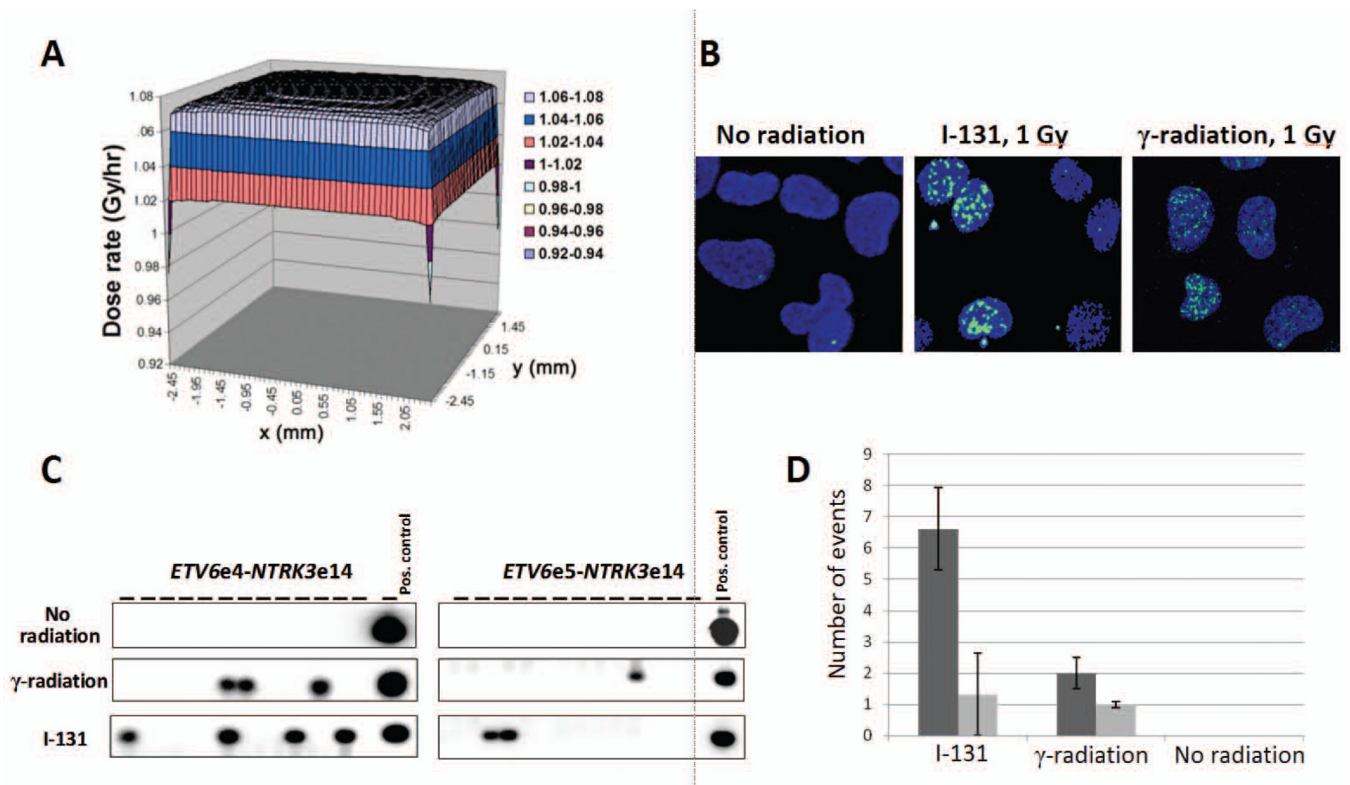 A
Dose rate (Gy/hr)
1.08
.06
1.04
1.02
1
0.98
0.96
0.94
0.92
-2.45
-1.95
-1.45
-0.95
-0.45
0.05
0.55
1.05
1.55
2.05
x (mm)
1.45
0.15
-1.15
-2.45
y (mm)
1.06-1.08
1.04-1.06
1.02-1.04
1-1.02
0.98-1
0.96-0.98
0.94-0.96
0.92-0.94
B
No radiation
I-131, 1 Gy
γ-radiation, 1 Gy
C
ETV6e4-NTRK3e14
Pos. control
ETV6e5-NTRK3e14
Pos. control
No
radiation
γ-radiation
I-131
D
Number of events
9
8
7
6
5
4
3
2
1
0
I-131
γ-radiation
No radiation